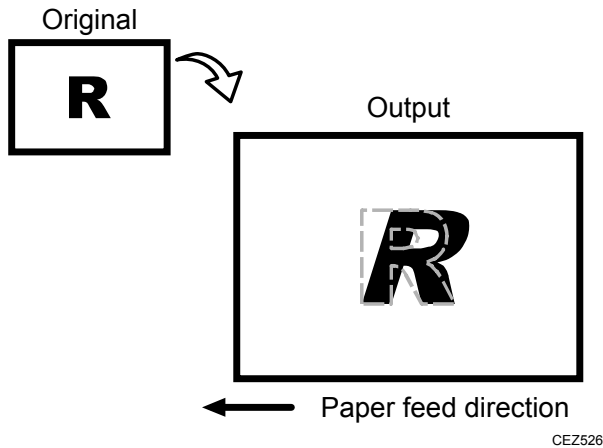 Original
R
Output
R
Paper feed direction
CEZ526